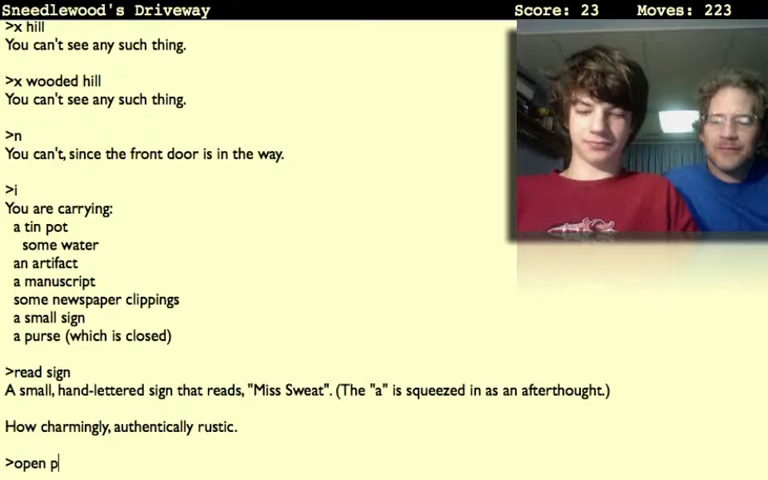 Sneedlewood's Driveway Score: 23 Moves: 223
>x hill
You can't see any such thing.
>x wooded hill
You can't see any such thing.
>n
You can't, since the front door is in the way.
>i
You are carrying:
a tin pot
some water
an artifact
a manuscript
some newspaper clippings
a small sign
a purse (which is closed)
>read sign
A small, hand-lettered sign that reads, "Miss Sweat". (The "a" is squeezed in as an afterthought.)
How charmingly, authentically rustic.
>open p